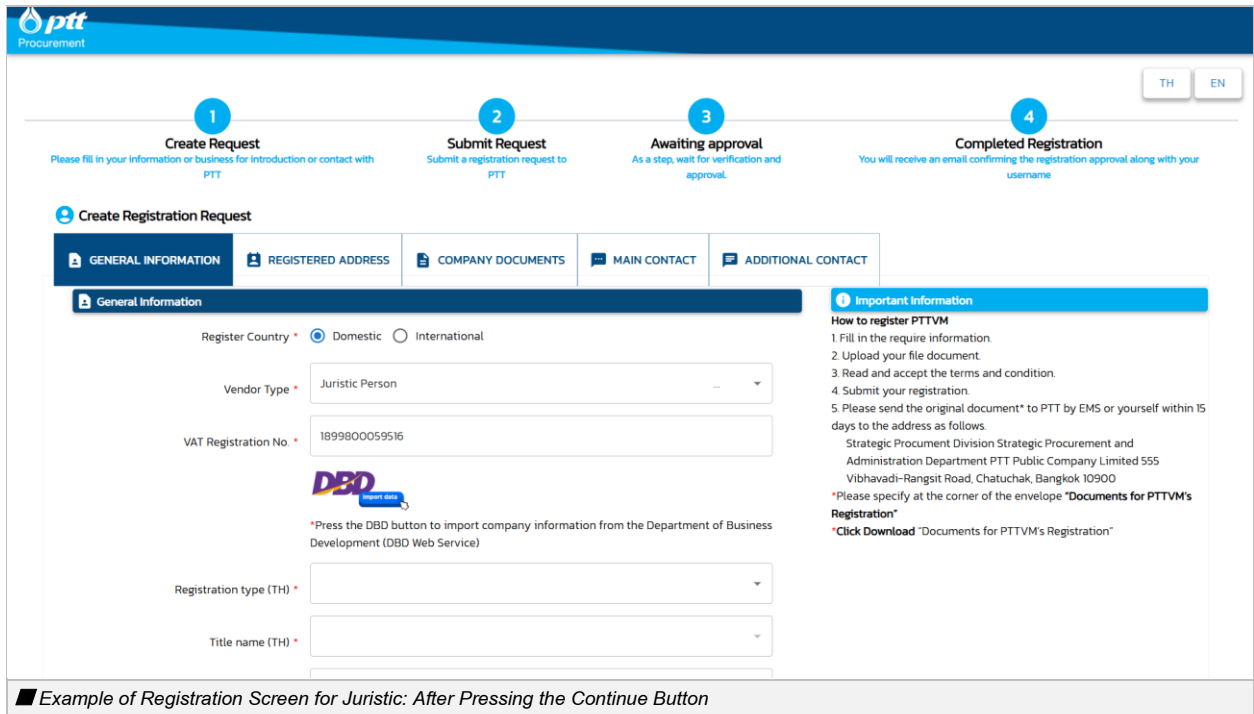 ptt
Procurement
TH EN
1 2 3 4
Create Request
Please fill in your information or business for introduction or contact with
PTT
Submit Request
Submit a registration request to
PTT
Awaiting approval
As a step, wait for verification and
approval.
Completed Registration
You will receive an email confirming the registration approval along with your
username
Create Registration Request
GENERAL INFORMATION REGISTERED ADDRESS COMPANY DOCUMENTS MAIN CONTACT ADDITIONAL CONTACT
General Information
Register Country * Domestic International
Vendor Type * Juristic Person ...
VAT Registration No. * 1899800059516
DBD
Import data
*Press the DBD button to import company information from the Department of Business
Development (DBD Web Service)
Registration type (TH) *
Title name (TH) *
Important Information
How to register PTTVM
1. Fill in the require information.
2. Upload your file document.
3. Read and accept the terms and condition.
4. Submit your registration.
5. Please send the original document* to PTT by EMS or yourself within 15
days to the address as follows.
Strategic Procument Division Strategic Procurement and
Administration Department PTT Public Company Limited 555
Vibhavadi-Rangsit Road, Chatuchak, Bangkok 10900
*Please specify at the corner of the envelope "Documents for PTTVM's
Registration"
*Click Download "Documents for PTTVM's Registration"
Example of Registration Screen for Juristic: After Pressing the Continue Button